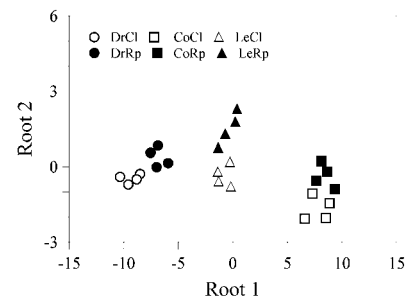 6
DrCl CoCl LeCl
DrRp CoRp LeRp
3
Root 2
0
-3
-15 -10 -5 0 5 10 15
Root 1